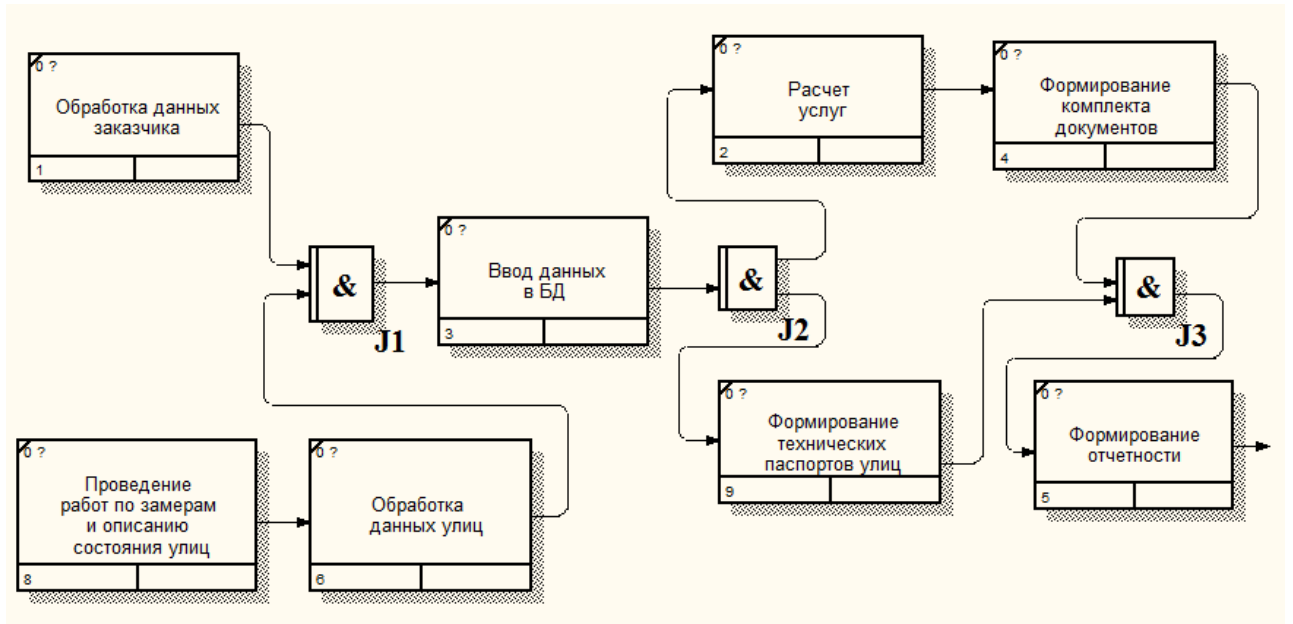 0 ?
Обработка данных
заказчика
1
0 ?
Расчет
услуг
2
0 ?
Формирование
комплекта
документов
4
&
J1
0 ?
Ввод данных
в БД
3
&
J2
&
J3
0 ?
Проведение
работ по замерам
и описанию
состояния улиц
8
0 ?
Обработка
данных улиц
6
0 ?
Формирование
технических
паспортов улиц
9
0 ?
Формирование
отчетности
5